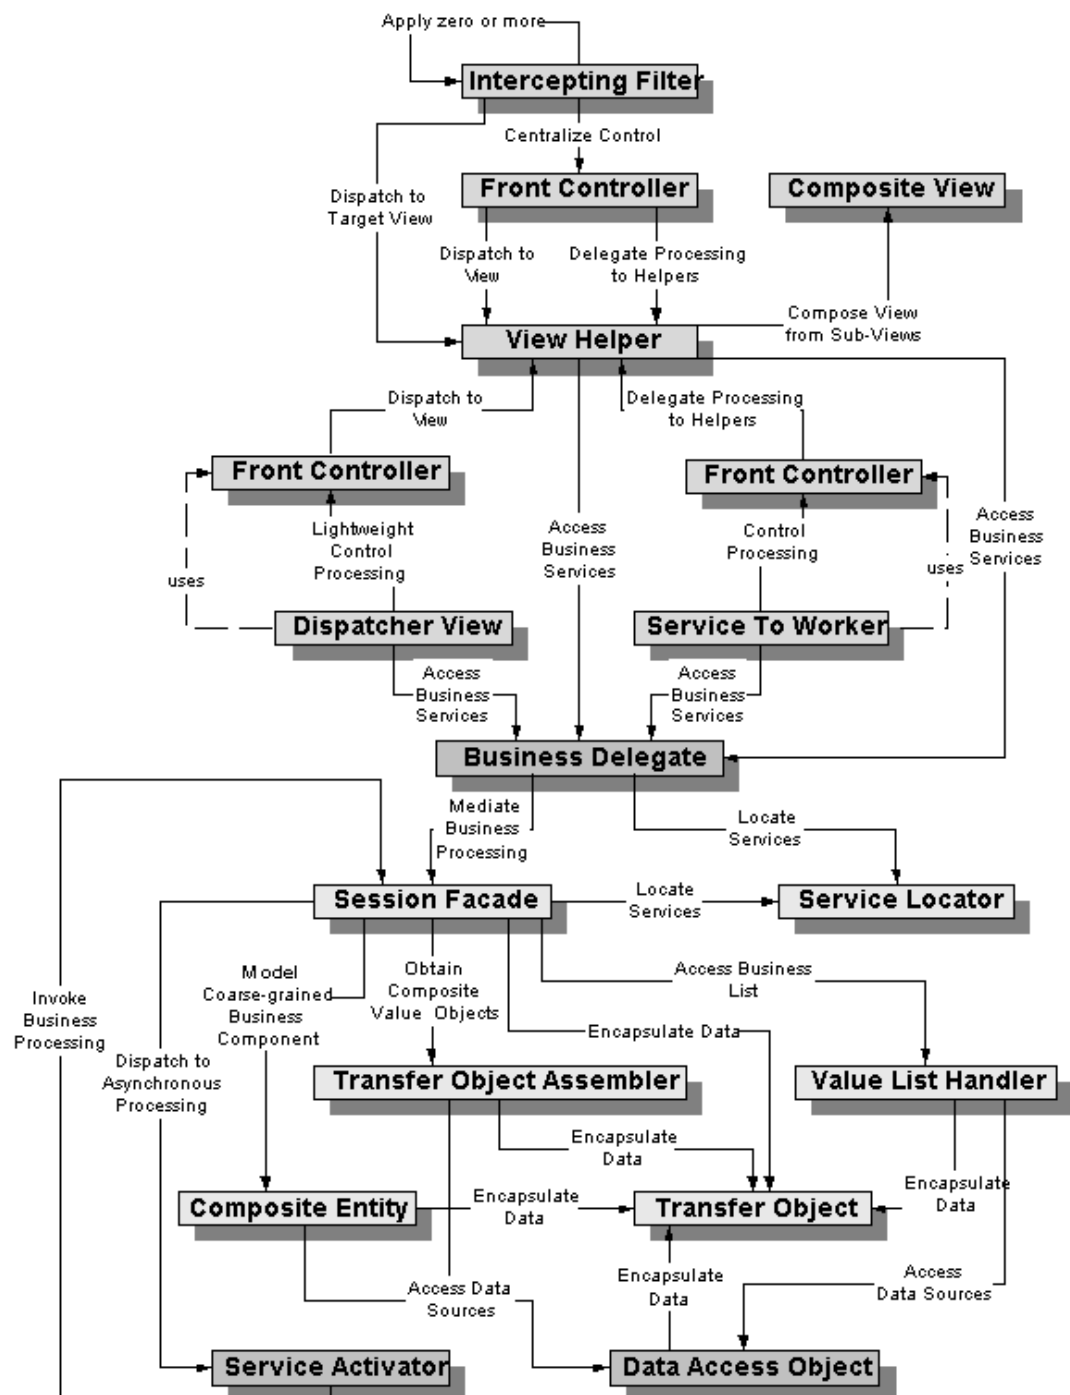 Apply zero or more
Intercepting Filter
Centralize Control
Front Controller
Composite View
Dispatch to
Target View
Dispatch to
View
Delegate Processing
to Helpers
Compose View
from Sub-Views
View Helper
Dispatch to
View
Delegate Processing
to Helpers
Front Controller
Front Controller
Lightweight
Control
Processing
Access
Business
Services
Control
Processing
Access
Business
Services
uses
uses
Dispatcher View
Service To Worker
Access
Business
Services
Access
Business
Services
Business Delegate
Mediate
Business
Processing
Locate
Services
Session Facade
Locate
Services
Service Locator
Invoke
Business
Processing
Model
Coarse-grained
Business
Component
Obtain
Composite
Value Objects
Access Business
List
Encapsulate Data
Dispatch to
Asynchronous
Processing
Transfer Object Assembler
Value List Handler
Encapsulate
Data
Encapsulate
Data
Composite Entity
Encapsulate
Data
Transfer Object
Access Data
Sources
Encapsulate
Data
Access
Data Sources
Service Activator
Data Access Object